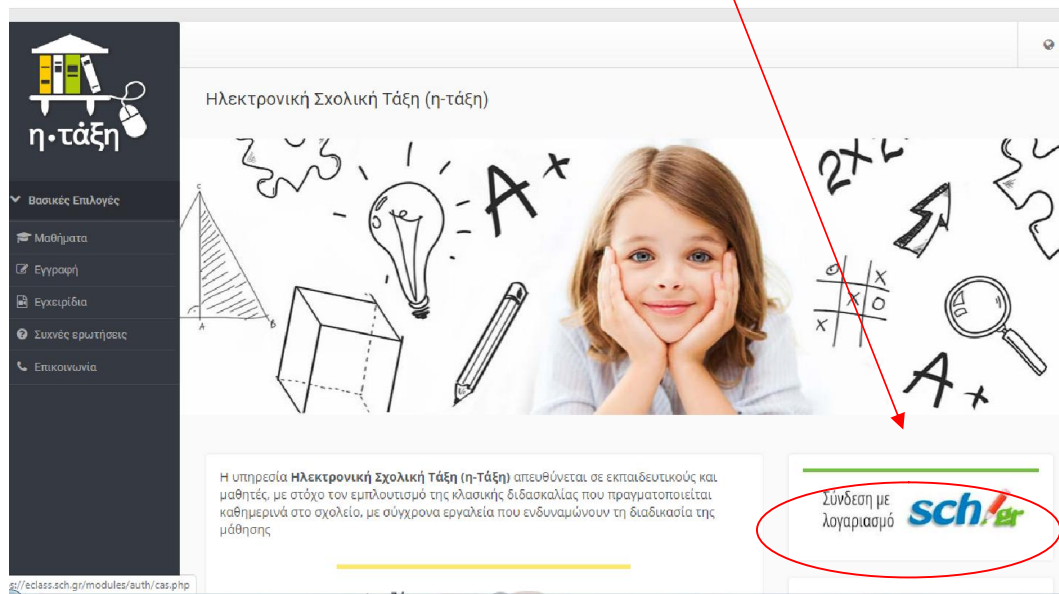 η·τάξη
Βασικές Επιλογές
Μαθήματα
Εγγραφή
Εγχειρίδια
Συχνές ερωτήσεις
Επικοινωνία
Ηλεκτρονική Σχολική Τάξη (η-τάξη)
A+
2x2
C
A
B
O X
X O
X
A+
Η υπηρεσία Ηλεκτρονική Σχολική Τάξη (η-Τάξη) απευθύνεται σε εκπαιδευτικούς και
μαθητές, με στόχο τον εμπλουτισμό της κλασικής διδασκαλίας που πραγματοποιείται
καθημερινά στο σχολείο, με σύγχρονα εργαλεία που ενδυναμώνουν τη διαδικασία της
μάθησης
Σύνδεση με
λογαριασμό
sch.gr
s://eclass.sch.gr/modules/auth/cas.php